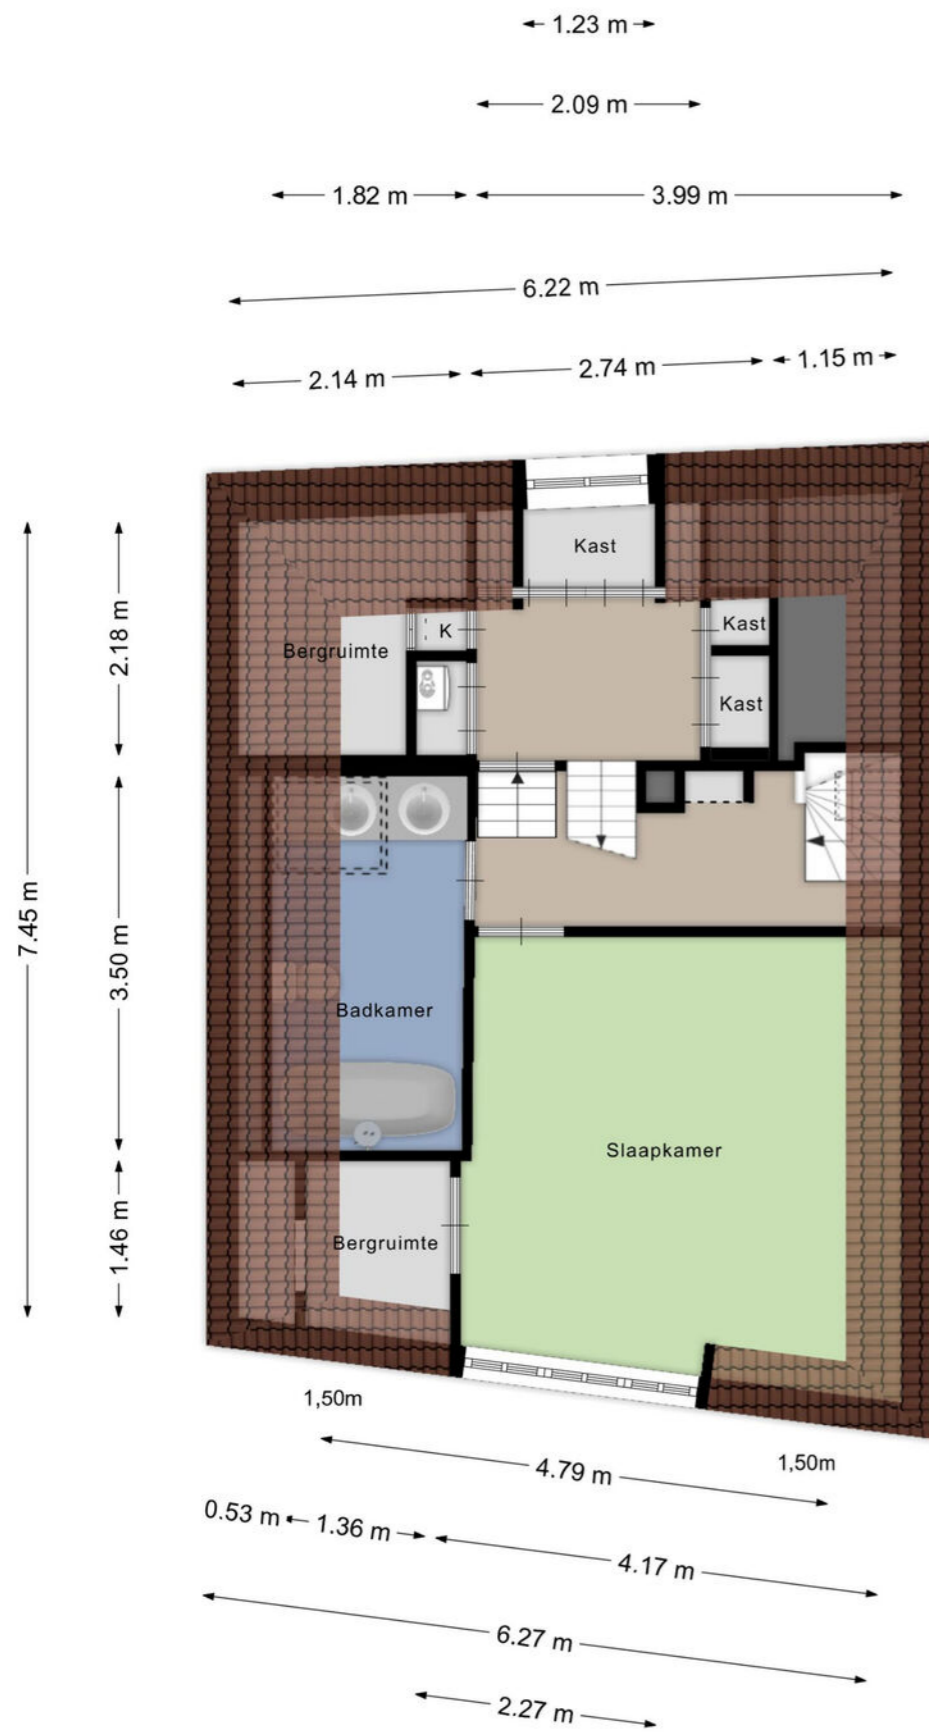 1.23 m
2.09 m
1.82 m
3.99 m
6.22 m
2.14 m
2.74 m
1.15 m
Kast
Kast
K
Bergruimte
2.18 m
Kast
7.45 m
3.50 m
Badkamer
Slaapkamer
1.46 m
Bergruimte
1,50m
1,50m
4.79 m
0.53 m
1.36 m
4.17 m
6.27 m
2.27 m